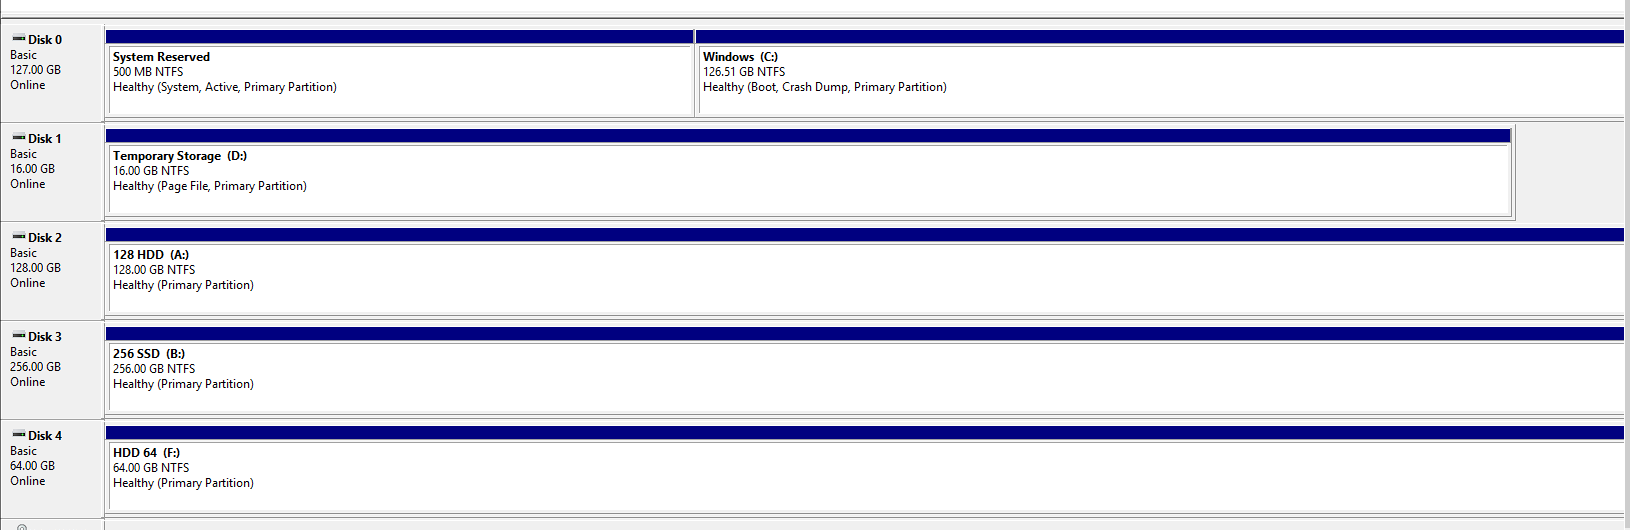 Disk 0
Basic
127.00 GB
Online
System Reserved
500 MB NTFS
Healthy (System, Active, Primary Partition)
Windows (C:)
126.51 GB NTFS
Healthy (Boot, Crash Dump, Primary Partition)
Disk 1
Basic
16.00 GB
Online
Temporary Storage (D:)
16.00 GB NTFS
Healthy (Page File, Primary Partition)
Disk 2
Basic
128.00 GB
Online
128 HDD (A:)
128.00 GB NTFS
Healthy (Primary Partition)
Disk 3
Basic
256.00 GB
Online
256 SSD (B:)
256.00 GB NTFS
Healthy (Primary Partition)
Disk 4
Basic
64.00 GB
Online
HDD 64 (F:)
64.00 GB NTFS
Healthy (Primary Partition)